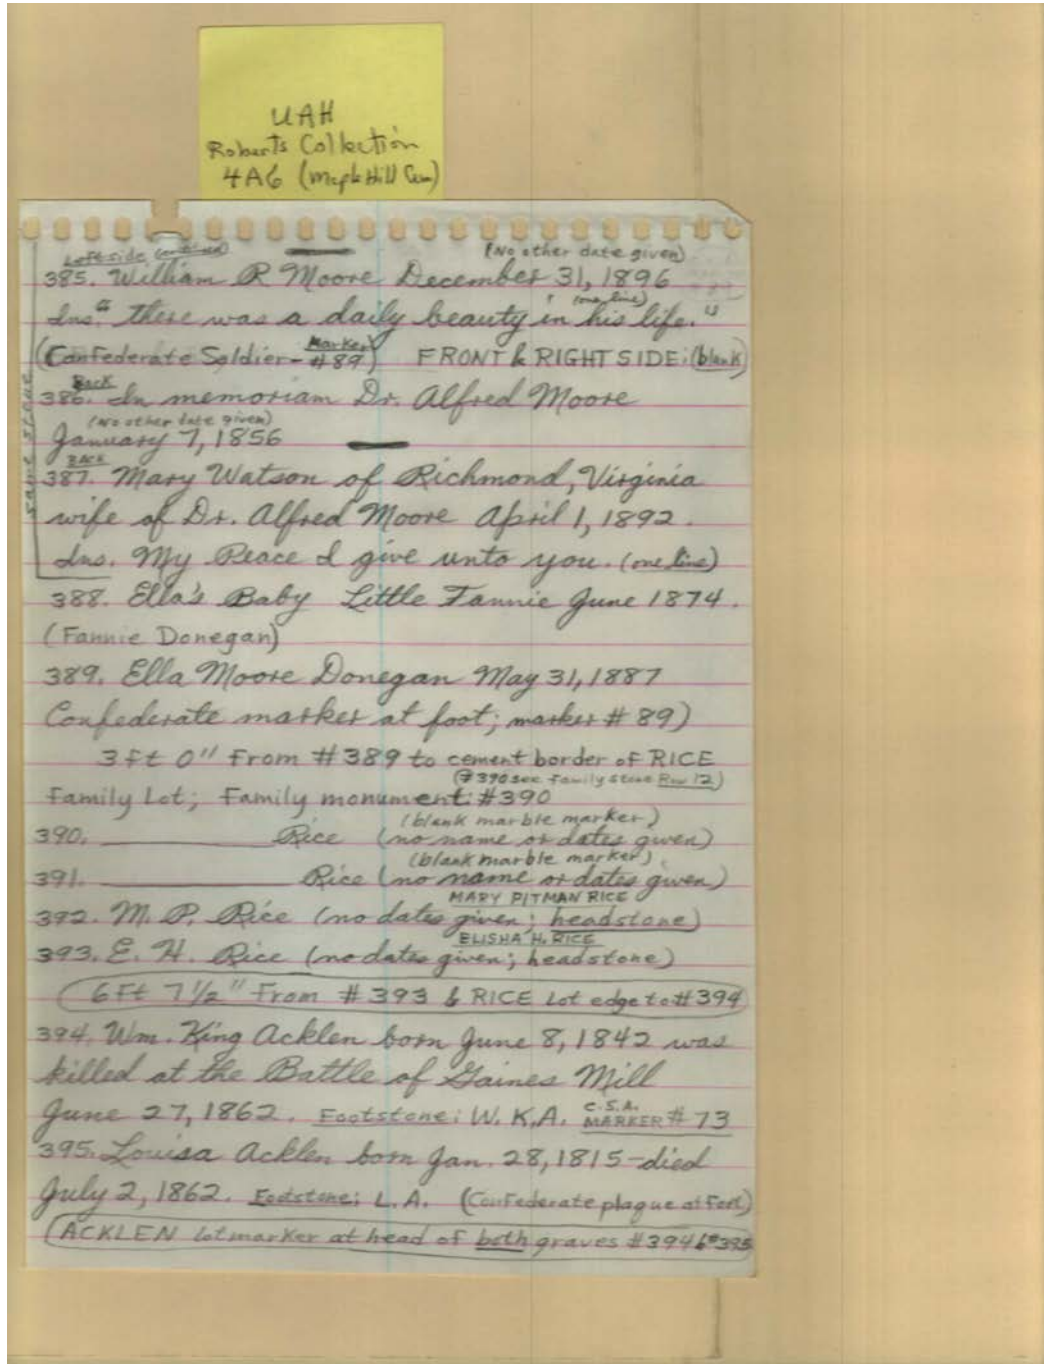 UAH
Roberts Collection
4A6 (Maple Hill Cem)
Left side (continued) (No other date given)
385. William R Moore December 31, 1896
(one line)
Ins. "there was a daily beauty in his life."
(Confederate Soldier - Marker #89) FRONT & RIGHT SIDE: (blank)
Back
386. In memoriam Dr. Alfred Moore
(No other date given)
January 7, 1856
BACK
387. Mary Watson of Richmond, Virginia
wife of Dr. Alfred Moore April 1, 1892.
Ins. My Peace I give unto you. (one line)
same stone
388. Ella's Baby Little Fannie June 1874.
(Fannie Donegan)
389. Ella Moore Donegan May 31, 1887
Confederate marker at foot; marker # 89)
3 ft 0" From #389 to cement border of RICE
(#390 see family stone Row 12)
Family Lot; Family monument: #390
(blank marble marker)
390. Rice (no name or dates given)
(blank marble marker)
391. Rice (no name or dates given)
MARY PITMAN RICE
392. M. P. Rice (no dates given; headstone)
ELISHA H. RICE
393. E. H. Rice (no dates given; headstone)
6 Ft 7 1/2" From #393 & RICE Lot edge to #394
394. Wm. King Acklen born June 8, 1842 was
killed at the Battle of Gaines Mill
June 27, 1862. Footstone: W. K. A. C.S.A. MARKER # 73
395. Louisa Acklen born Jan. 28, 1815 - died
July 2, 1862. Footstone: L. A. (Confederate plaque at foot)
ACKLEN lot marker at head of both graves #394 & #395